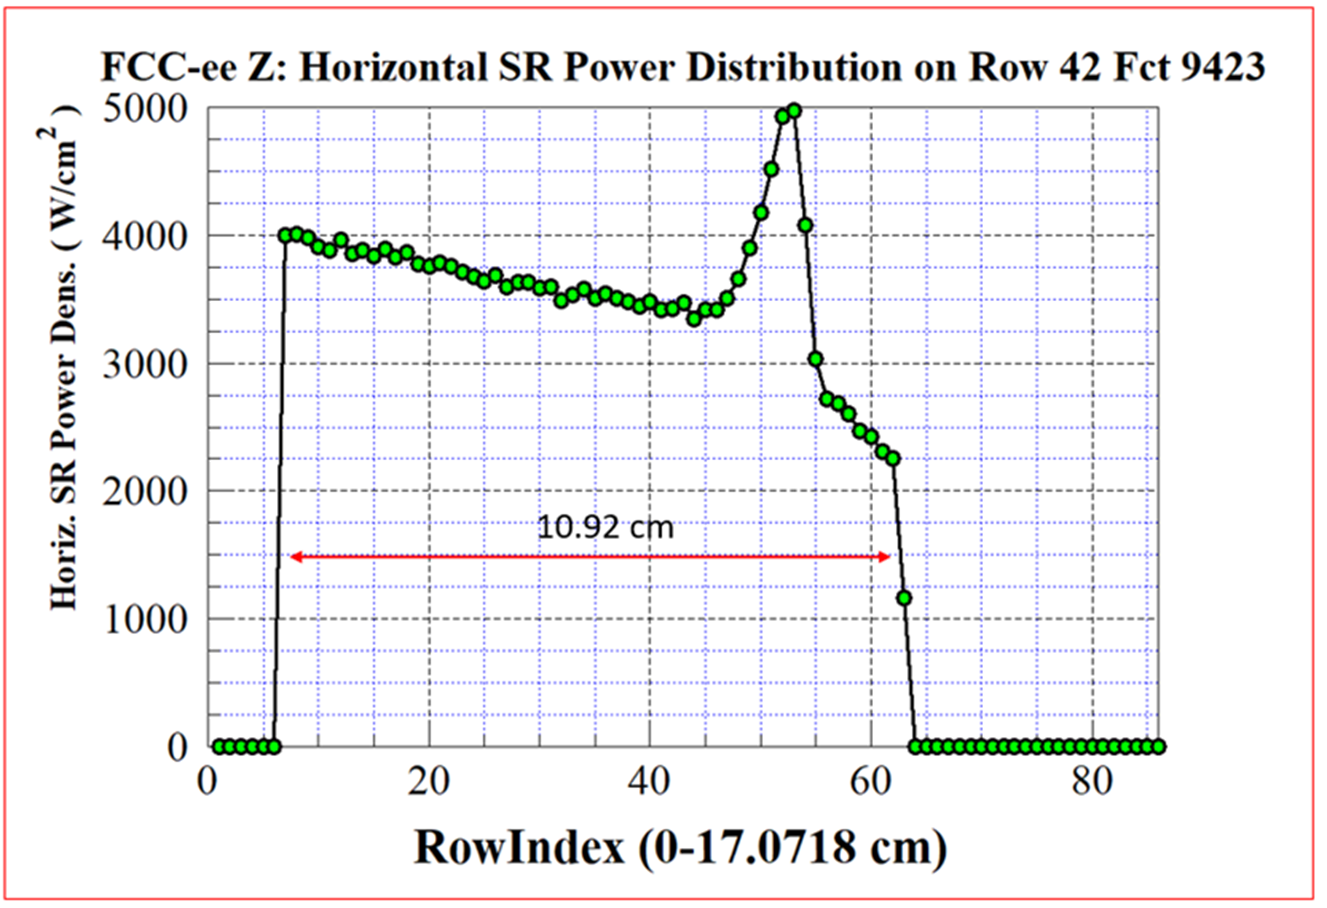 FCC-ee Z: Horizontal SR Power Distribution on Row 42 Fct 9423
Horiz. SR Power Dens. ( W/cm² )
5000
4000
3000
2000
1000
0
10.92 cm
0 20 40 60 80
RowIndex (0-17.0718 cm)